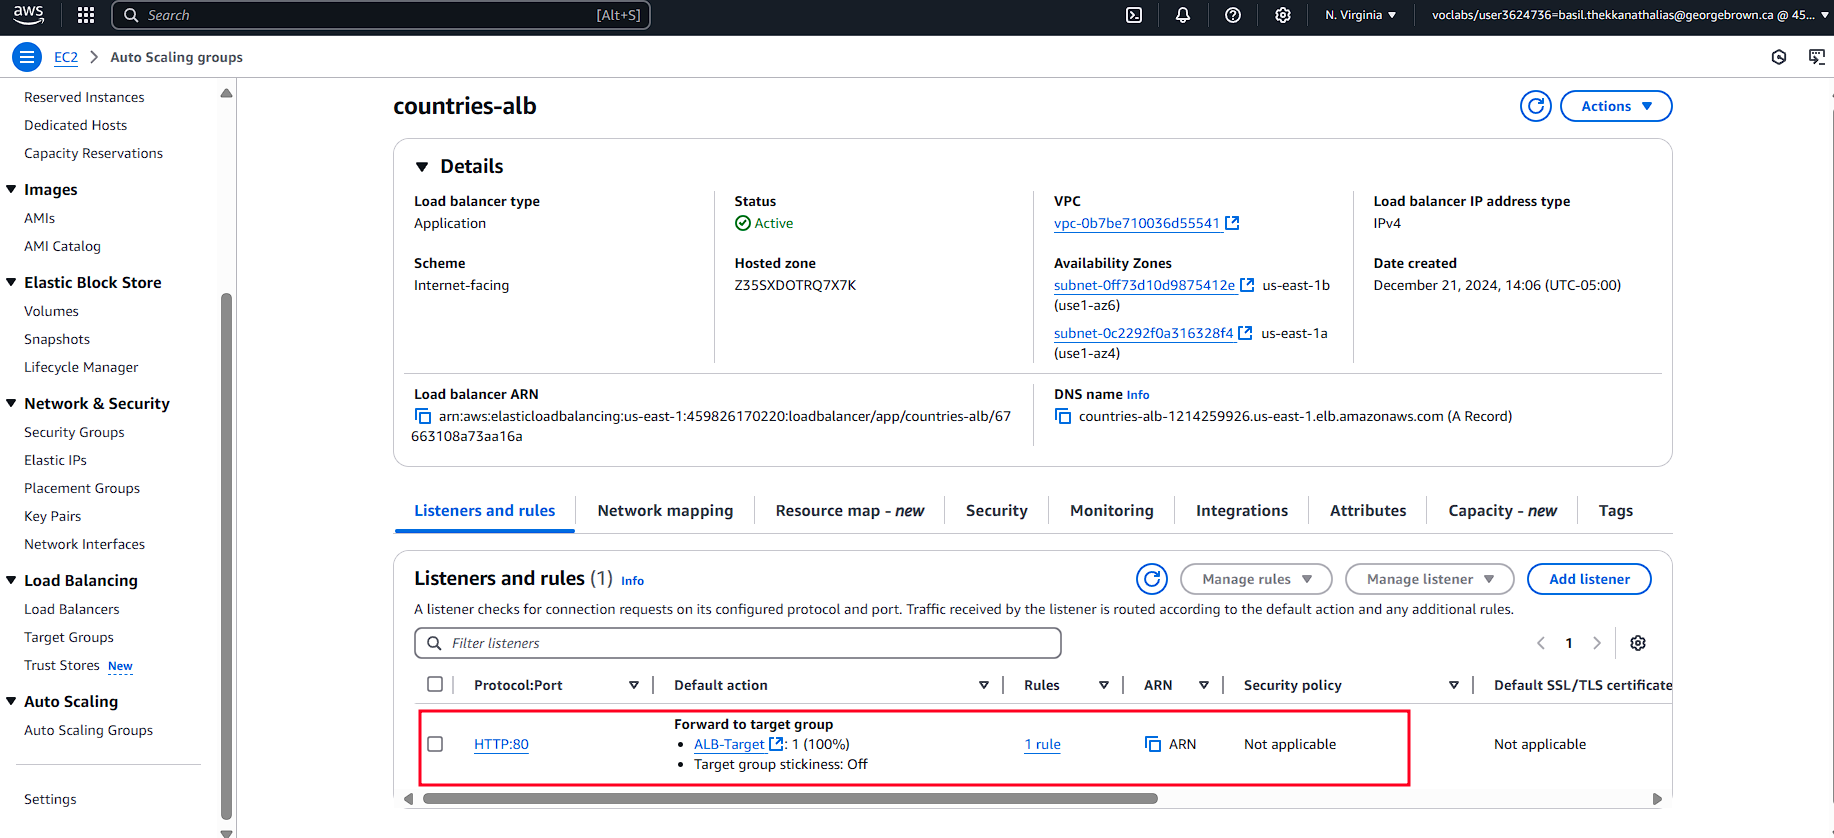 aws
Search
[Alt+S]
N. Virginia
voclabs/user3624736=basil.thekkanathalias@georgebrown.ca @ 45...
EC2
Auto Scaling groups
Reserved Instances
Dedicated Hosts
Capacity Reservations
Images
AMIs
AMI Catalog
Elastic Block Store
Volumes
Snapshots
Lifecycle Manager
Network & Security
Security Groups
Elastic IPs
Placement Groups
Key Pairs
Network Interfaces
Load Balancing
Load Balancers
Target Groups
Trust Stores New
Auto Scaling
Auto Scaling Groups
Settings
countries-alb
Actions
Details
Load balancer type
Application
Status
Active
VPC
vpc-0b7be710036d55541
Load balancer IP address type
IPv4
Scheme
Internet-facing
Hosted zone
Z35SXDOTRQ7X7K
Availability Zones
subnet-0ff73d10d9875412e us-east-1b
(use1-az6)
subnet-0c2292f0a316328f4 us-east-1a
(use1-az4)
Date created
December 21, 2024, 14:06 (UTC-05:00)
Load balancer ARN
arn:aws:elasticloadbalancing:us-east-1:459826170220:loadbalancer/app/countries-alb/67
663108a73aa16a
DNS name Info
countries-alb-1214259926.us-east-1.elb.amazonaws.com (A Record)
Listeners and rules
Network mapping
Resource map - new
Security
Monitoring
Integrations
Attributes
Capacity - new
Tags
Listeners and rules (1) Info
Manage rules
Manage listener
Add listener
A listener checks for connection requests on its configured protocol and port. Traffic received by the listener is routed according to the default action and any additional rules.
Filter listeners
1
Protocol:Port
Default action
Rules
ARN
Security policy
Default SSL/TLS certificate
HTTP:80
Forward to target group
• ALB-Target : 1 (100%)
• Target group stickiness: Off
1 rule
ARN
Not applicable
Not applicable